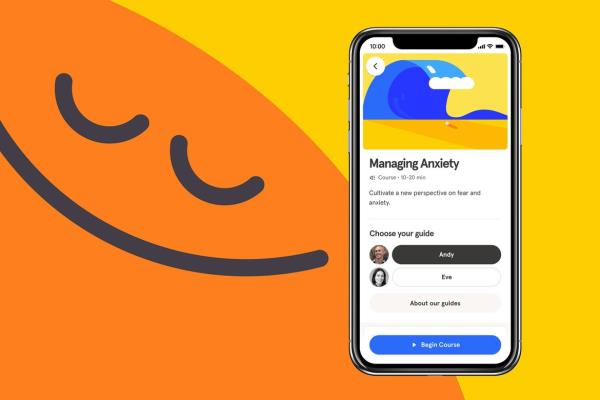 10:00
Managing Anxiety
Course • 10-20 min
Cultivate a new perspective on fear and
anxiety.
Choose your guide
Andy
Eve
About our guides
Begin Course